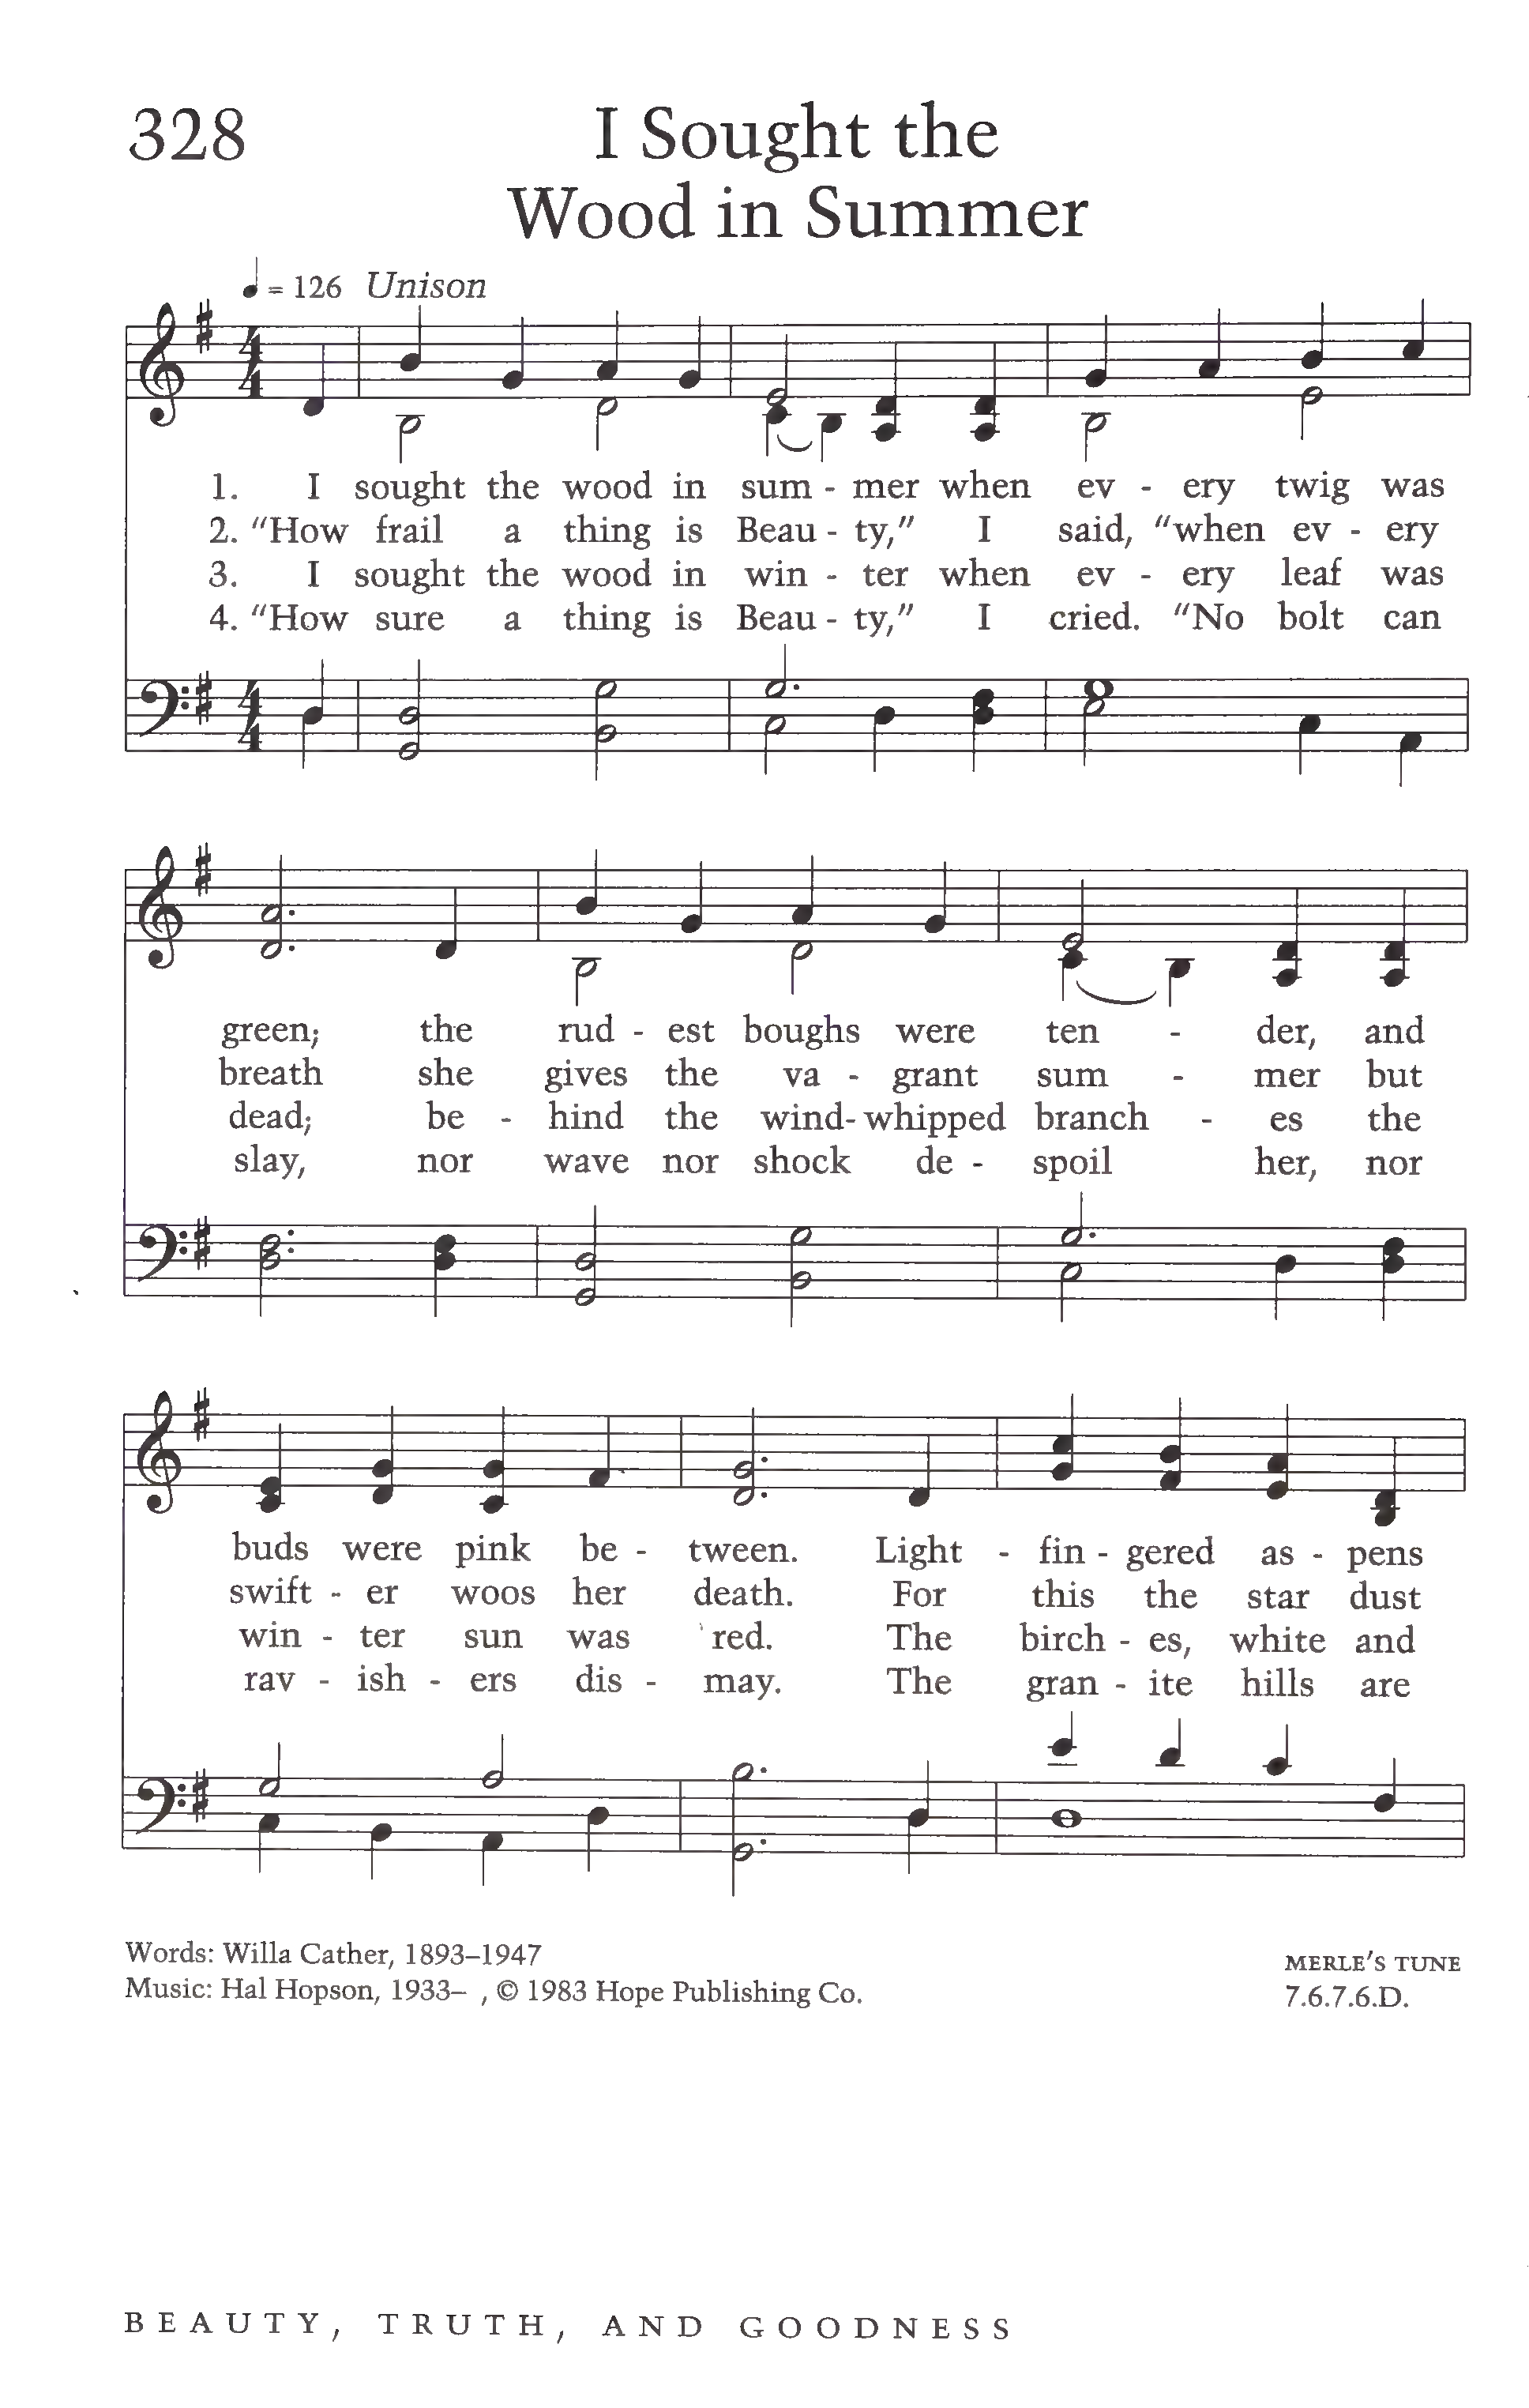 328
I Sought the
Wood in Summer
= 126 Unison
1. I sought the wood in sum - mer when ev - ery twig was
2. “How frail a thing is Beau - ty,” I said, “when ev - ery
3. I sought the wood in win - ter when ev - ery leaf was
4. “How sure a thing is Beau - ty,” I cried. “No bolt can
green; the rud - est boughs were ten - der, and
breath she gives the va - grant sum - mer but
dead; be - hind the wind- whipped branch - es the
slay, nor wave nor shock de - spoil her, nor
buds were pink be - tween. Light - fin - gered as - pens
swift - er woos her death. For this the star dust
win - ter sun was red. The birch - es, white and
rav - ish - ers dis - may. The gran - ite hills are
Words: Willa Cather, 1893–1947
Music: Hal Hopson, 1933– , © 1983 Hope Publishing Co.
MERLE'S TUNE
7.6.7.6.D.
BEAUTY, TRUTH, AND GOODNESS